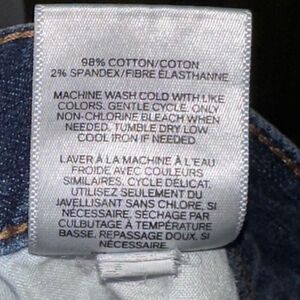 98% COTTON/COTON
2% SPANDEX/FIBRE ÉLASTHANNE
MACHINE WASH COLD WITH LIKE
COLORS. GENTLE CYCLE. ONLY
NON-CHLORINE BLEACH WHEN
NEEDED. TUMBLE DRY LOW
COOL IRON IF NEEDED
LAVER À LA MACHINE À L'EAU
FROIDE AVEC COULEURS
SIMILAIRES. CYCLE DÉLICAT.
UTILISEZ SEULEMENT DU
JAVELLISANT SANS CHLORE, SI
NÉCESSAIRE. SÉCHAGE PAR
CULBUTAGE À TEMPÉRATURE
BASSE. REPASSAGE DOUX, SI
NÉCESSAIRE